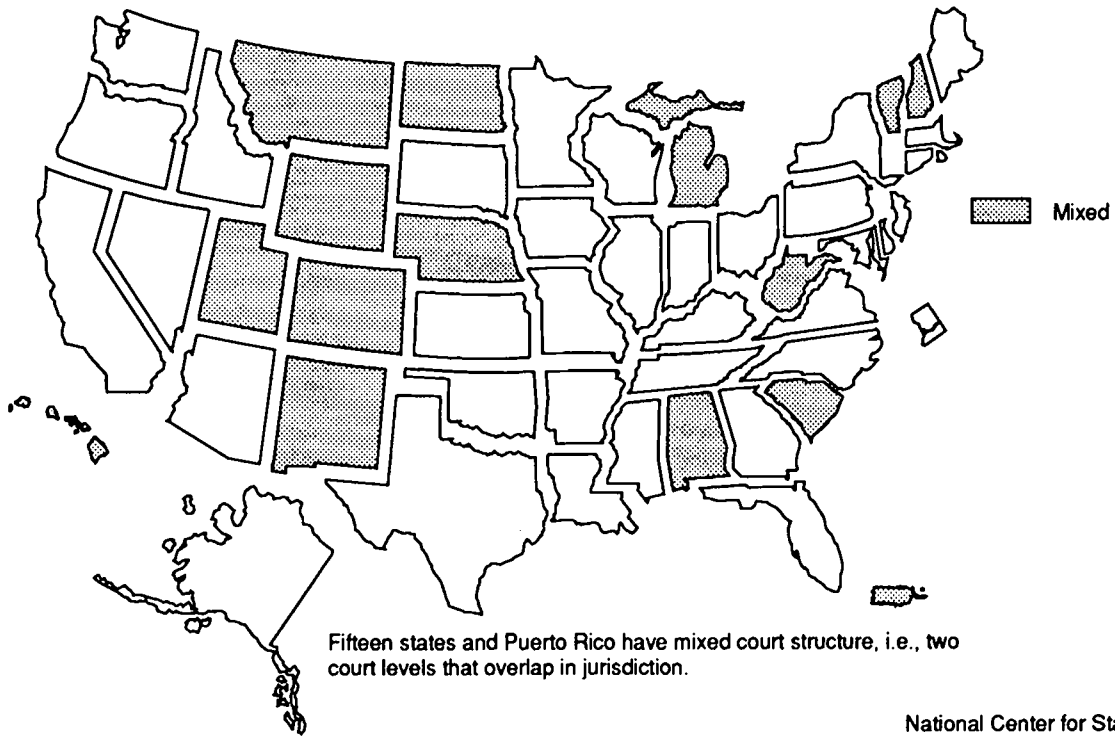 Mixed
Fifteen states and Puerto Rico have mixed court structure, i.e., two
court levels that overlap in jurisdiction.
National Center for Sta